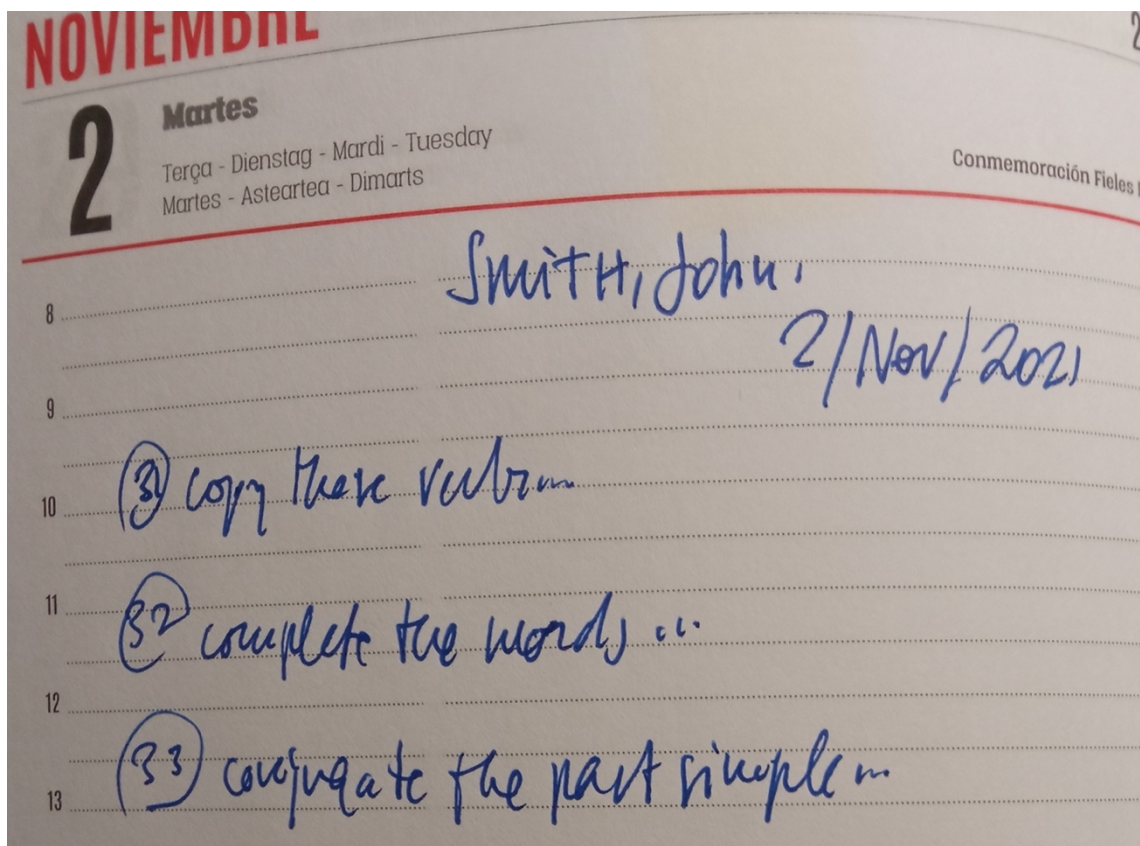 NOVIEMBRE
2
2 Martes
Terça - Dienstag - Mardi - Tuesday
Martes - Asteartea - Dimarts
Conmemoración Fieles
8 SmitH, John.
2/Nov/2021
9
10 31 copy these verbs...
11 32 complete the words...
12
13 33 conjugate the past simple...